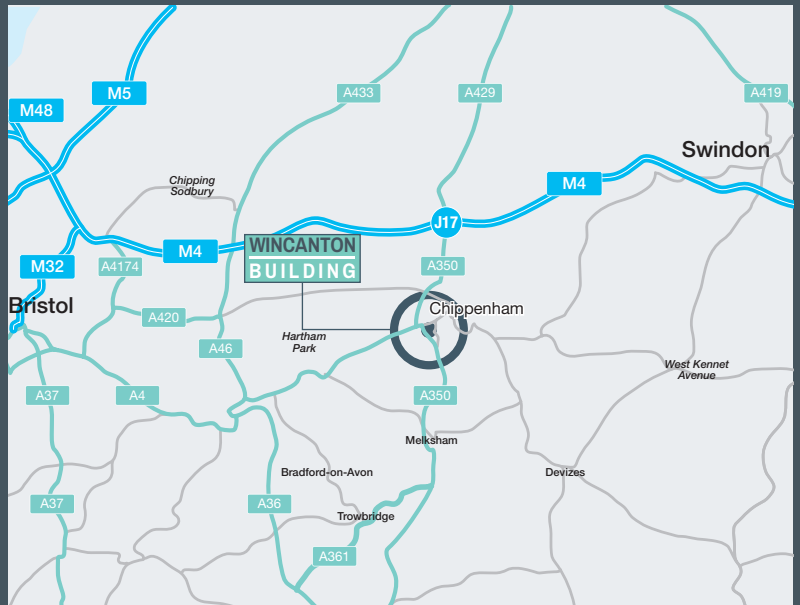 A433
A429
A419
M5
M48
Swindon
Chipping
Sodbury
M4
J17
WINCANTON
BUILDING
M4
M32
A4174
A350
Bristol
Chippenham
A420
Hartham
Park
A46
West Kennet
Avenue
A37
A4
A350
Melksham
Bradford-on-Avon
Devizes
A37
A36
Trowbridge
A361